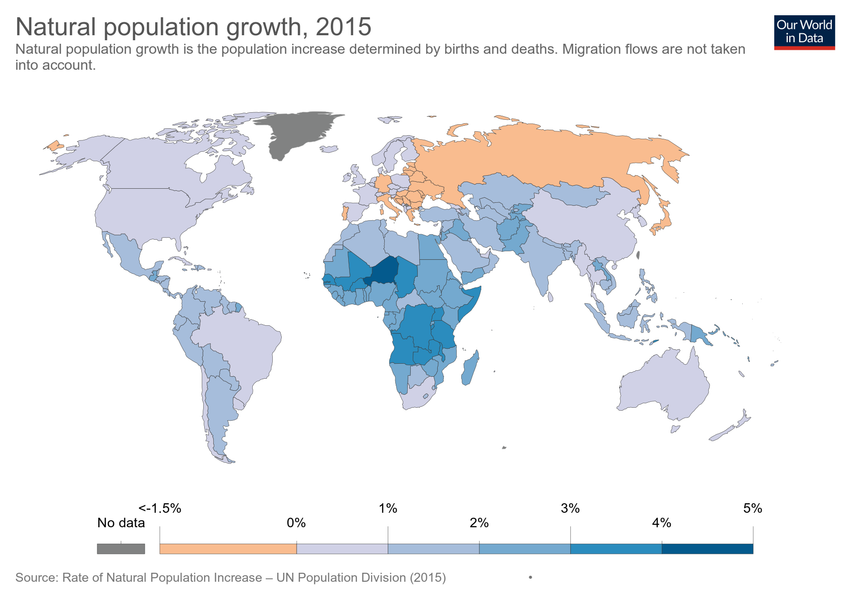 Natural population growth, 2015
Our World
in Data
Natural population growth is the population increase determined by births and deaths. Migration flows are not taken
into account.
<-1.5% 1% 3% 5%
No data 0% 2% 4%
Source: Rate of Natural Population Increase – UN Population Division (2015) •